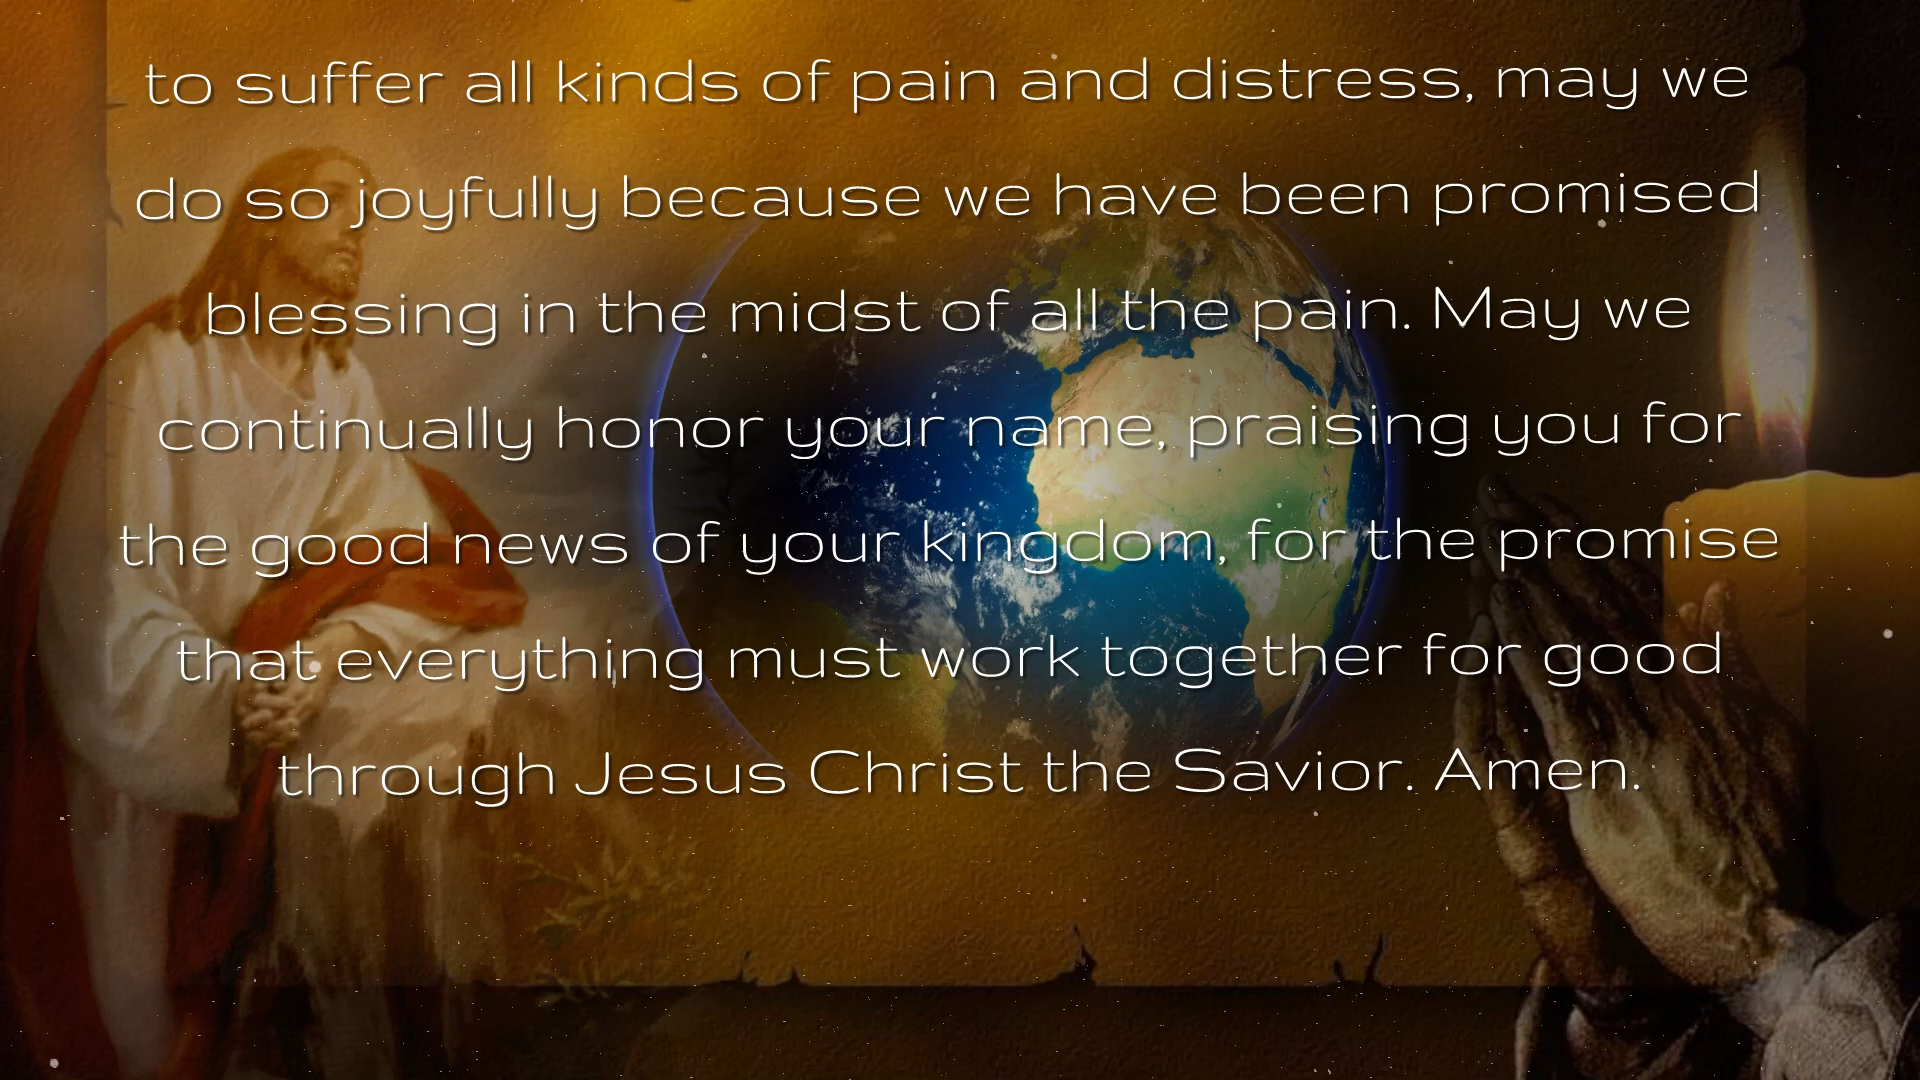 to suffer all kinds of pain and distress, may we
do so joyfully because we have been promised
blessing in the midst of all the pain. May we
continually honor your name, praising you for
the good news of your kingdom, for the promise
that everything must work together for good
through Jesus Christ the Savior. Amen.